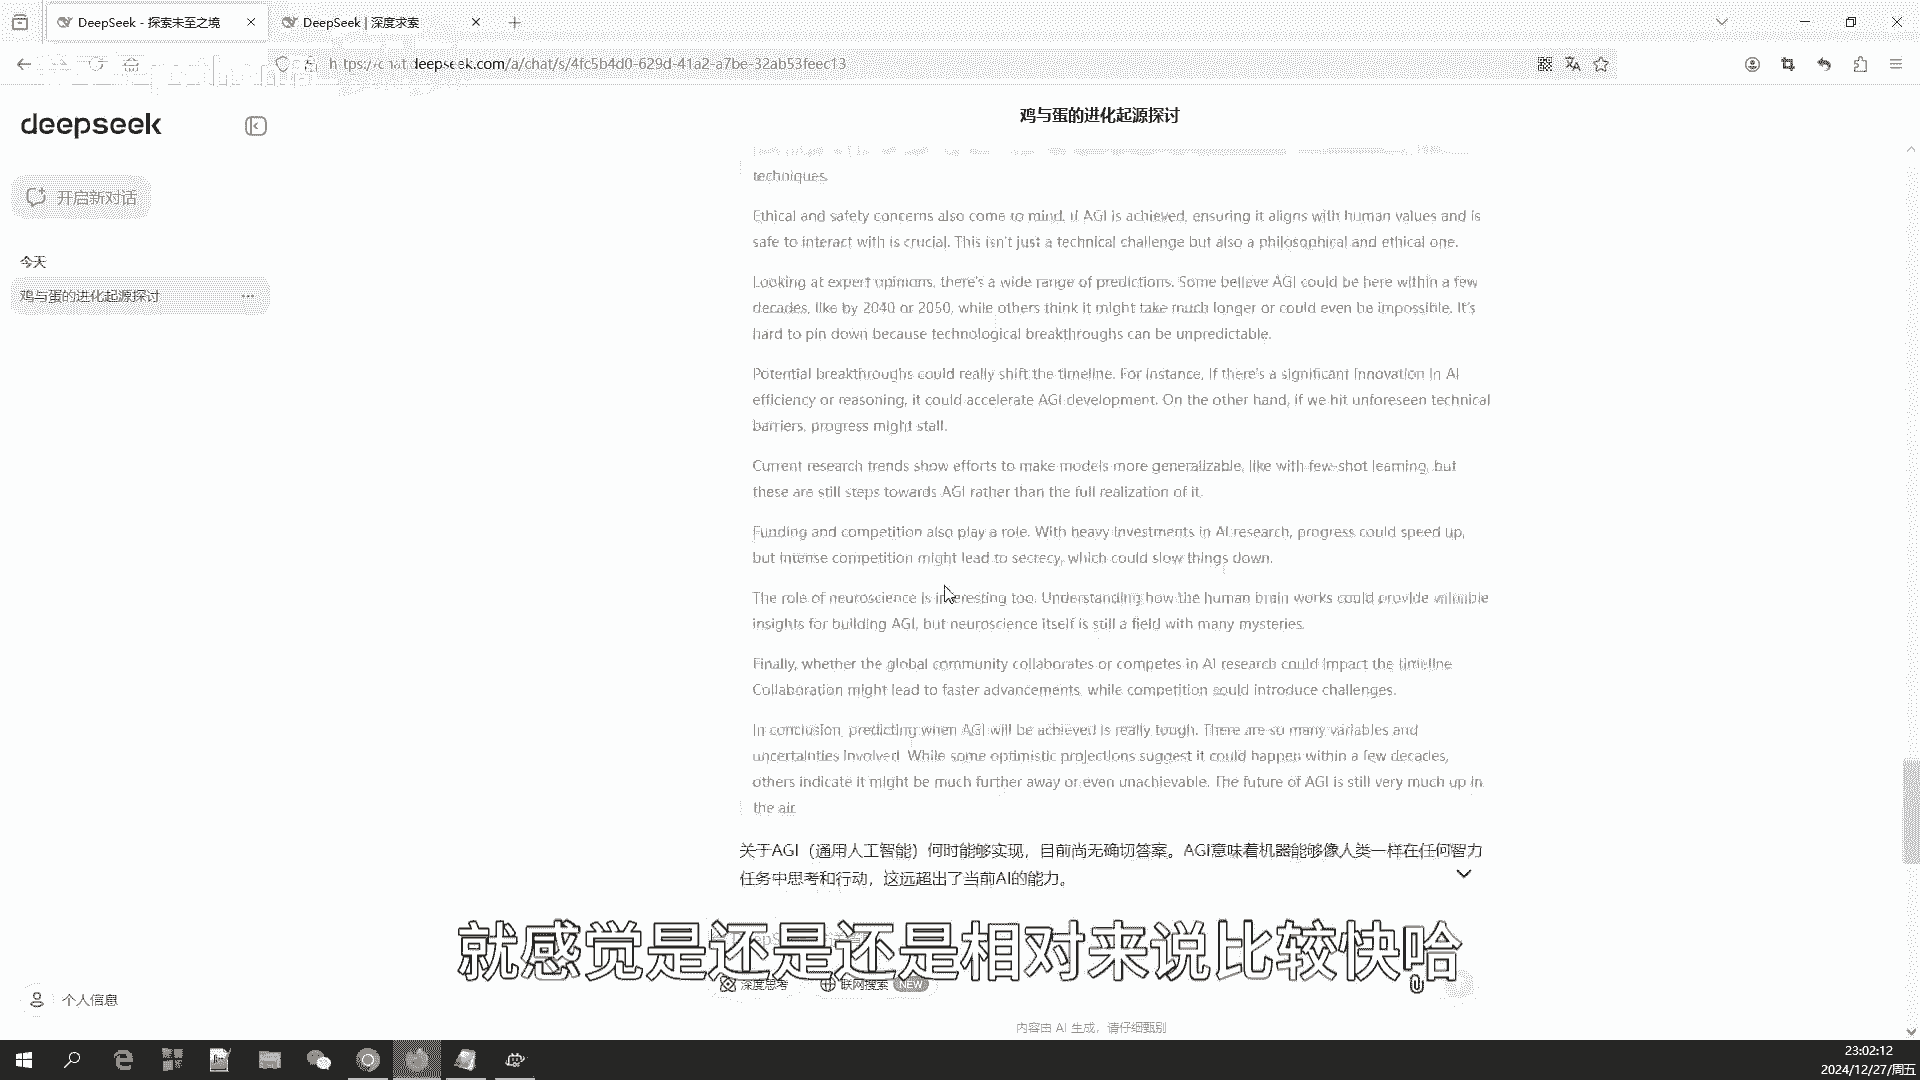 DeepSeek - 探索未至之境
DeepSeek | 深度求索
https://chat.deepseek.com/a/chat/s/4fc5b4d0-629d-41a2-a7be-32ab53feec13
deepseek
鸡与蛋的进化起源探讨
开启新对话
今天
鸡与蛋的进化起源探讨
techniques.
Ethical and safety concerns also come to mind. If AGI is achieved, ensuring it aligns with human values and is
safe to interact with is crucial. This isn't just a technical challenge but also a philosophical and ethical one.
Looking at expert opinions, there's a wide range of predictions. Some believe AGI could be here within a few
decades, like by 2040 or 2050, while others think it might take much longer or could even be impossible. It's
hard to pin down because technological breakthroughs can be unpredictable.
Potential breakthroughs could really shift the timeline. For instance, if there's a significant innovation in AI
efficiency or reasoning, it could accelerate AGI development. On the other hand, if we hit unforeseen technical
barriers, progress might stall.
Current research trends show efforts to make models more generalizable, like with few-shot learning, but
these are still steps towards AGI rather than the full realization of it.
Funding and competition also play a role. With heavy investments in AI research, progress could speed up,
but intense competition might lead to secrecy, which could slow things down.
The role of neuroscience is interesting too. Understanding how the human brain works could provide valuable
insights for building AGI, but neuroscience itself is still a field with many mysteries.
Finally, whether the global community collaborates or competes in AI research could impact the timeline.
Collaboration might lead to faster advancements, while competition could introduce challenges.
In conclusion, predicting when AGI will be achieved is really tough. There are so many variables and
uncertainties involved. While some optimistic projections suggest it could happen within a few decades,
others indicate it might be much further away or even unachievable. The future of AGI is still very much up in
the air.
关于AGI（通用人工智能）何时能够实现，目前尚无确切答案。AGI意味着机器能够像人类一样在任何智力
任务中思考和行动，这远超出了当前AI的能力。
就感觉是还是还是相对来说比较快哈
深度思考 联网搜索 NEW
个人信息
内容由 AI 生成，请仔细甄别
23:02:12
2024/12/27/周五